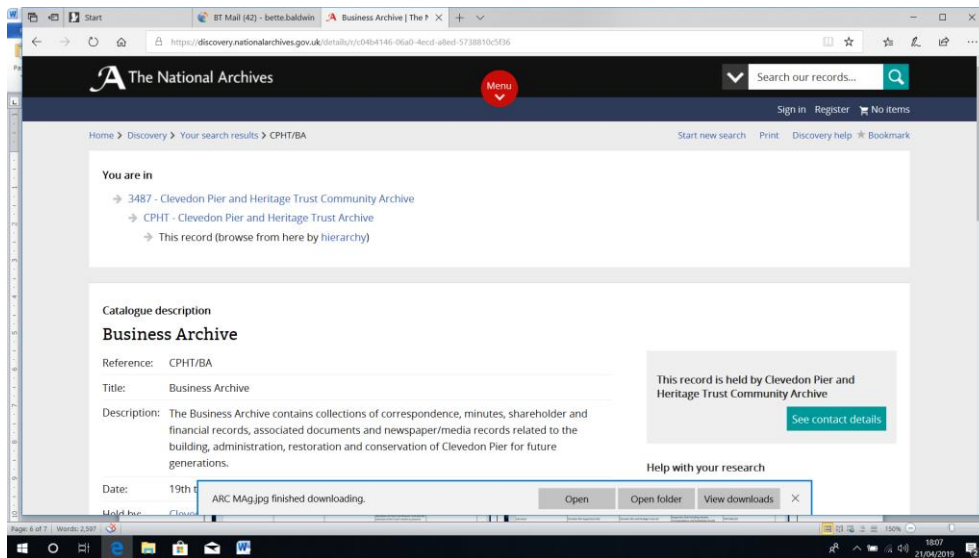 Start
BT Mail (42) - bette.baldwin
Business Archive | The N
https://discovery.nationalarchives.gov.uk/details/r/c04b4146-06a0-4ecd-a8ed-5738810c5f36
The National Archives
Menu
Search our records...
Sign in Register No items
Home > Discovery > Your search results > CPHT/BA
Start new search Print Discovery help Bookmark
You are in
3487 - Clevedon Pier and Heritage Trust Community Archive
CPHT - Clevedon Pier and Heritage Trust Archive
This record (browse from here by hierarchy)
Catalogue description
Business Archive
Reference: CPHT/BA
Title: Business Archive
Description: The Business Archive contains collections of correspondence, minutes, shareholder and
financial records, associated documents and newspaper/media records related to the
building, administration, restoration and conservation of Clevedon Pier for future
generations.
Date: 19th
Held by:
This record is held by Clevedon Pier and
Heritage Trust Community Archive
See contact details
Help with your research
ARC MAg.jpg finished downloading.
Open
Open folder
View downloads
Page: 6 of 7
Words: 2,597
150%
18:07
21/04/2019